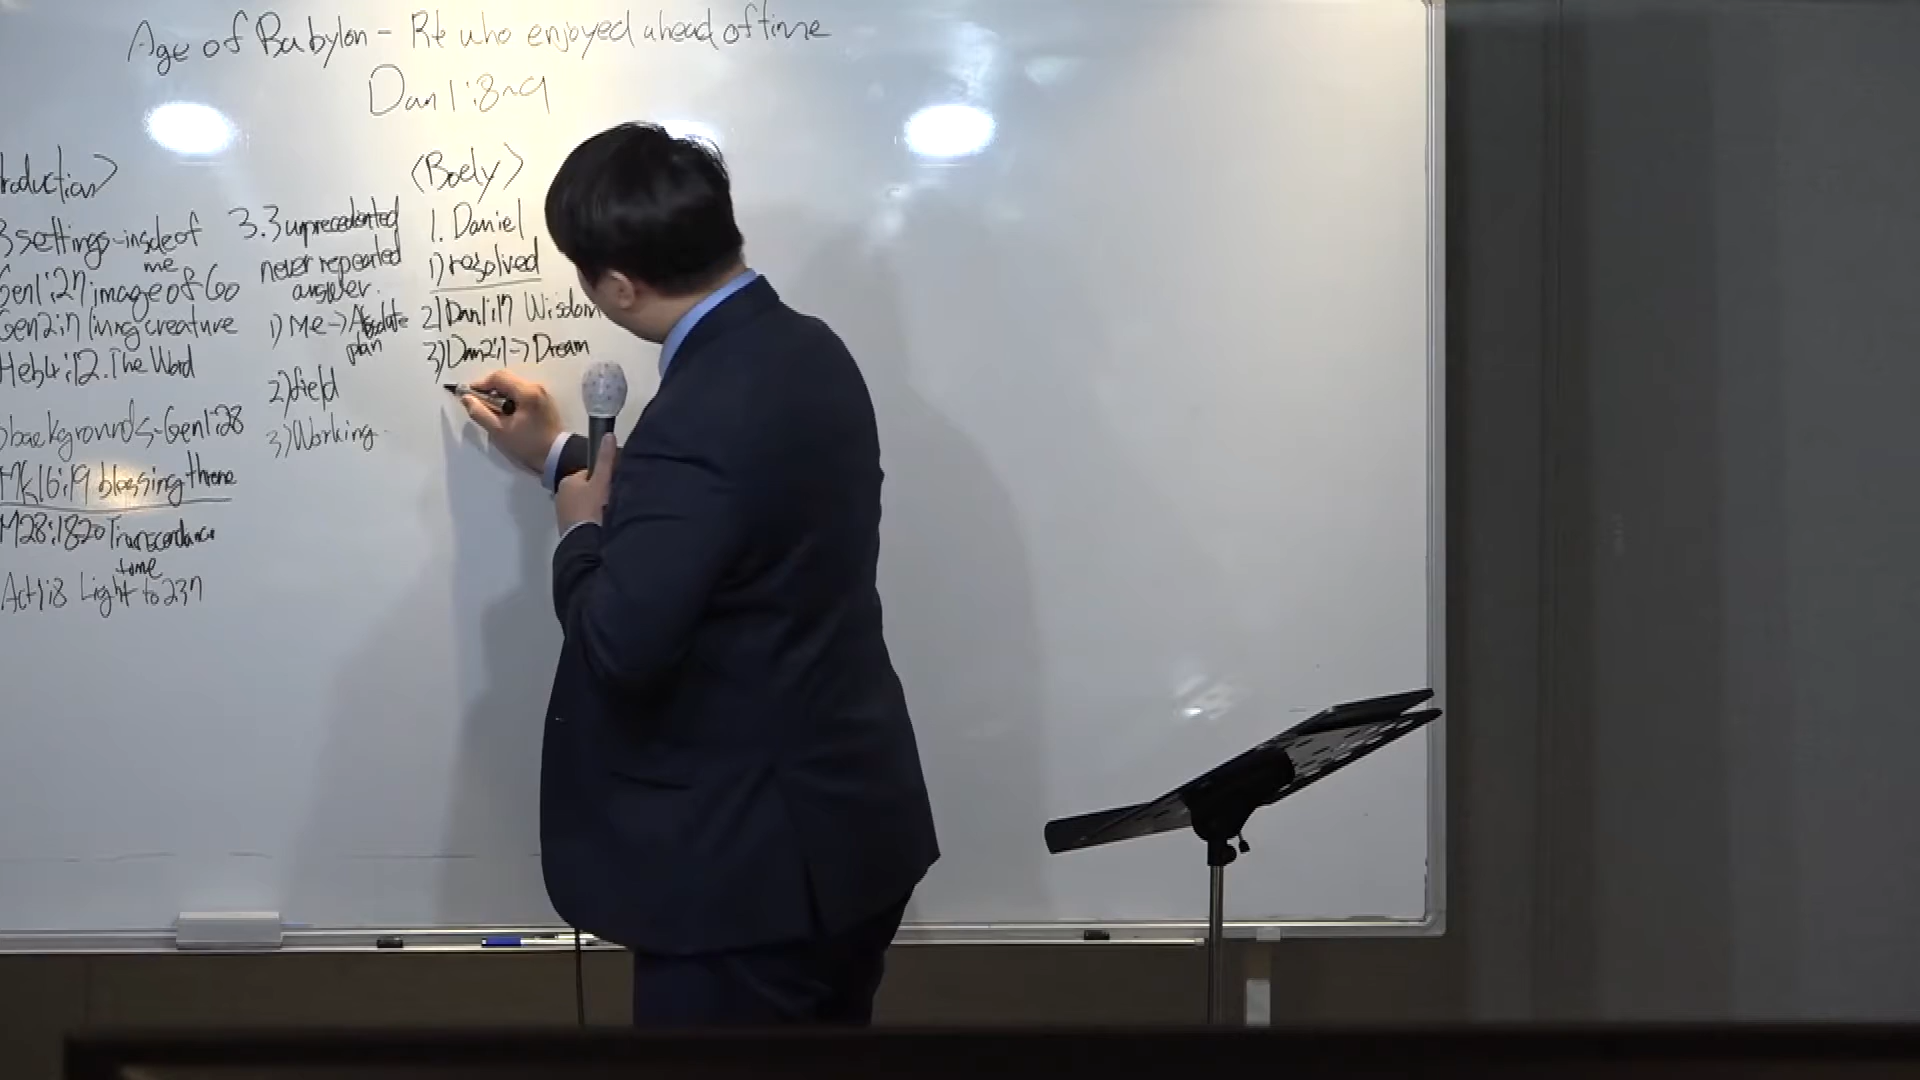 Age of Babylon - Rt who enjoyed ahead of time
Dan 1:8~9
roduction>
3 settings - inside of me
Gen1:27 image of Go
Gen2:7 living creature
Heb4:12. The Word
backgrounds - Gen1:28
Mk16:19 blessing throne
M28:1820 Transcendance time
Act1:8 Light to 237
3. 3 unprecedented
never repeated
answer.
1) Me -> Absolute plan
2) field
3) Working.
<Body>
1. Daniel
1) resolved
2) Dan1:17 Wisdom
3) Dan2:1 -> Dream